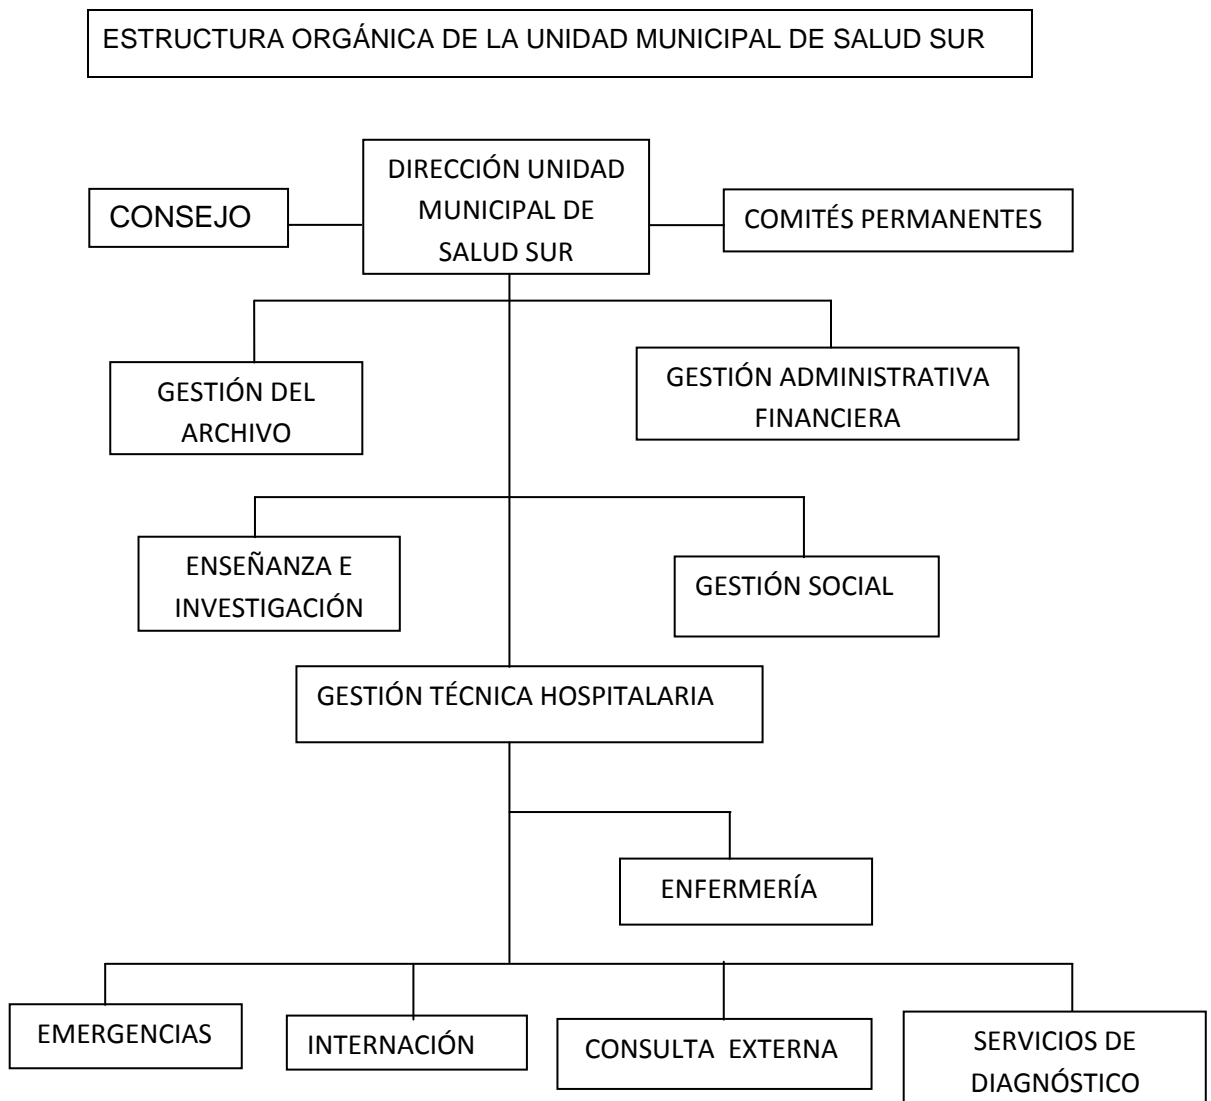 ESTRUCTURA ORGÁNICA DE LA UNIDAD MUNICIPAL DE SALUD SUR
DIRECCIÓN UNIDAD
MUNICIPAL DE
SALUD SUR
CONSEJO
COMITÉS PERMANENTES
GESTIÓN DEL
ARCHIVO
GESTIÓN ADMINISTRATIVA
FINANCIERA
ENSEÑANZA E
INVESTIGACIÓN
GESTIÓN SOCIAL
GESTIÓN TÉCNICA HOSPITALARIA
ENFERMERÍA
EMERGENCIAS
INTERNACIÓN
CONSULTA  EXTERNA
SERVICIOS DE
DIAGNÓSTICO